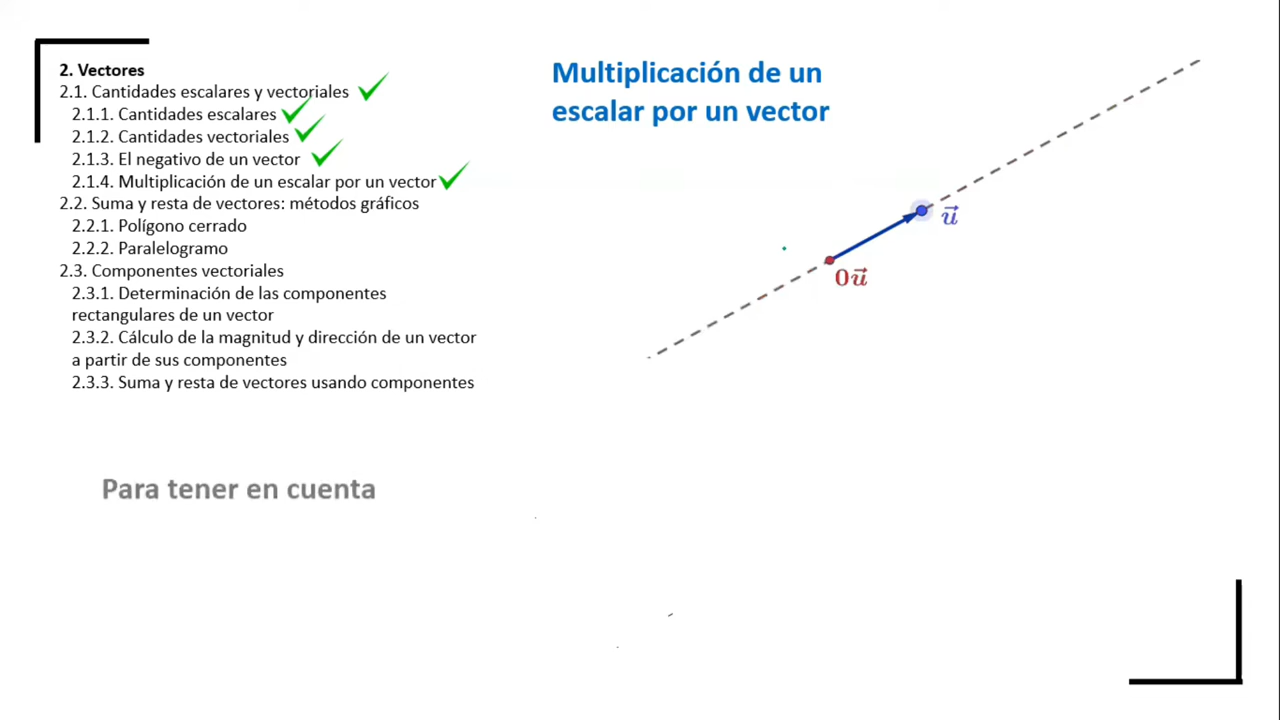 2. Vectores
2.1. Cantidades escalares y vectoriales
2.1.1. Cantidades escalares
2.1.2. Cantidades vectoriales
2.1.3. El negativo de un vector
2.1.4. Multiplicación de un escalar por un vector
2.2. Suma y resta de vectores: métodos gráficos
2.2.1. Polígono cerrado
2.2.2. Paralelogramo
2.3. Componentes vectoriales
2.3.1. Determinación de las componentes
rectangulares de un vector
2.3.2. Cálculo de la magnitud y dirección de un vector
a partir de sus componentes
2.3.3. Suma y resta de vectores usando componentes
Para tener en cuenta
Multiplicación de un
escalar por un vector
u⃗
0u⃗